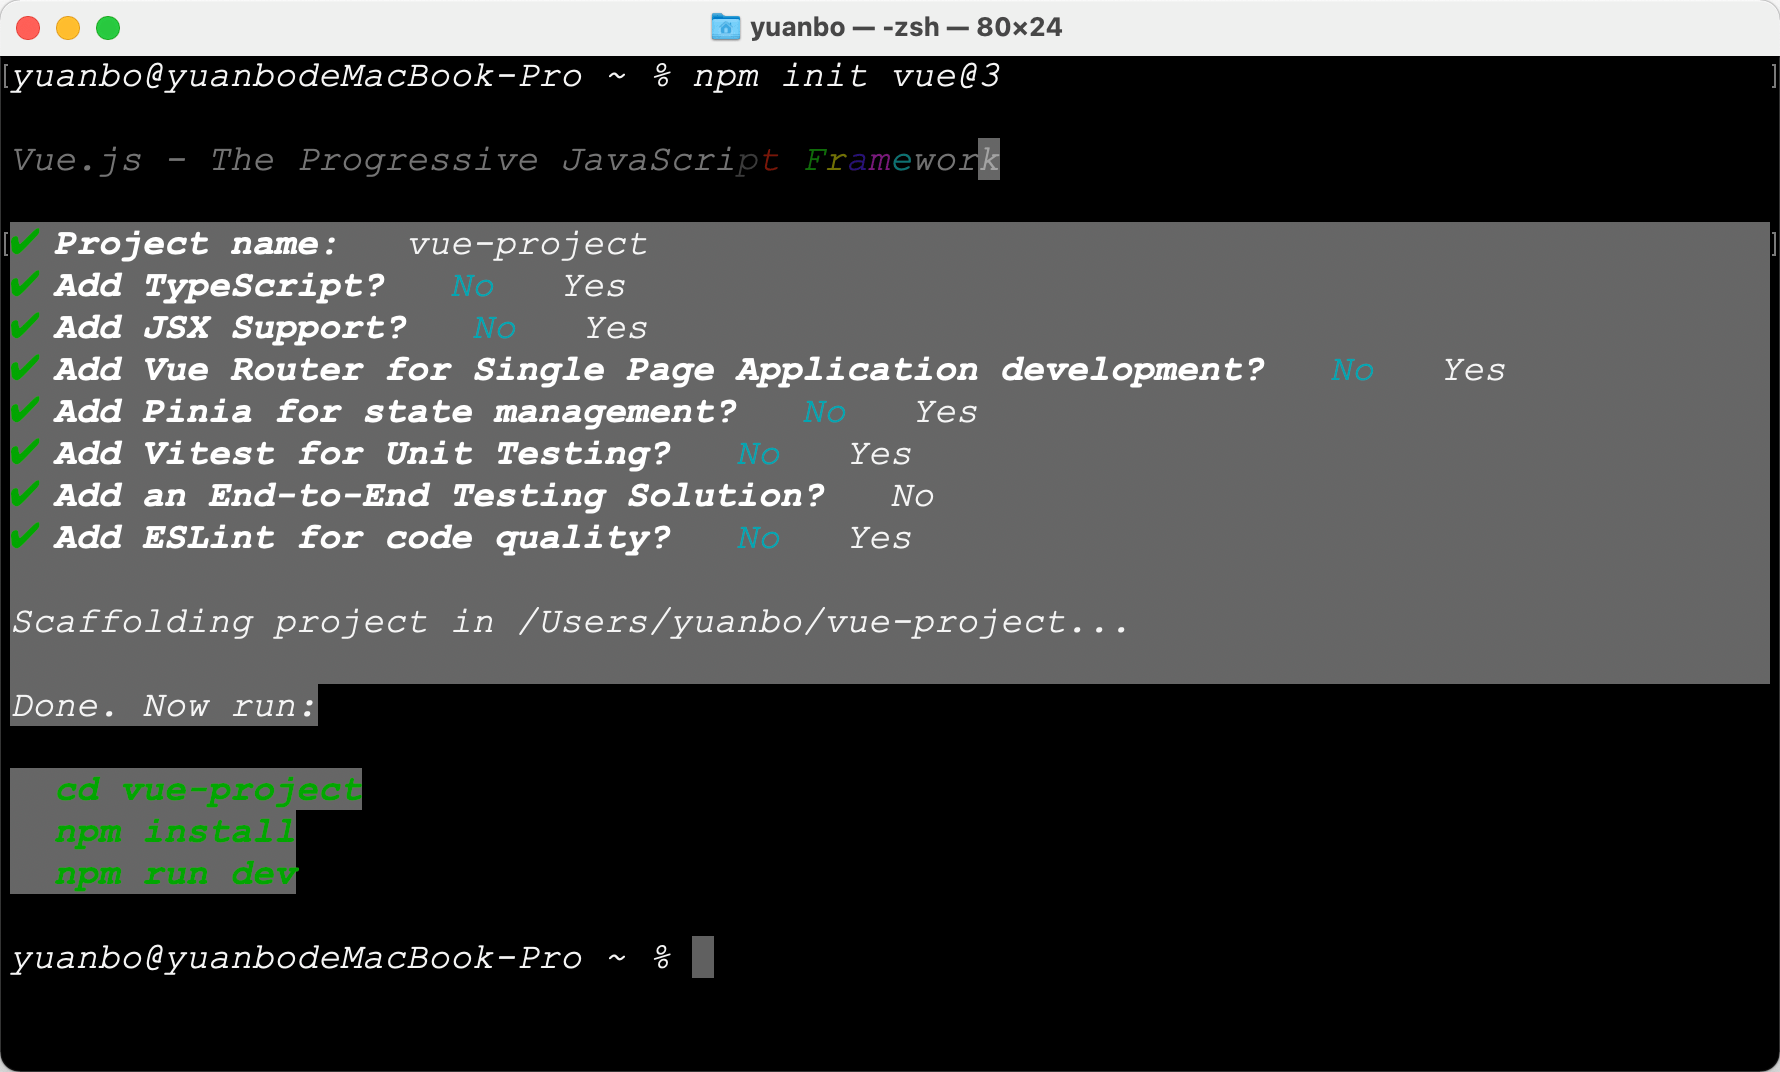 yuanbo — -zsh — 80×24
yuanbo@yuanbodeMacBook-Pro ~ % npm init vue@3
Vue.js - The Progressive JavaScript Framework
✔ Project name: vue-project
✔ Add TypeScript? No Yes
✔ Add JSX Support? No Yes
✔ Add Vue Router for Single Page Application development? No Yes
✔ Add Pinia for state management? No Yes
✔ Add Vitest for Unit Testing? No Yes
✔ Add an End-to-End Testing Solution? No
✔ Add ESLint for code quality? No Yes
Scaffolding project in /Users/yuanbo/vue-project...
Done. Now run:
cd vue-project
npm install
npm run dev
yuanbo@yuanbodeMacBook-Pro ~ %